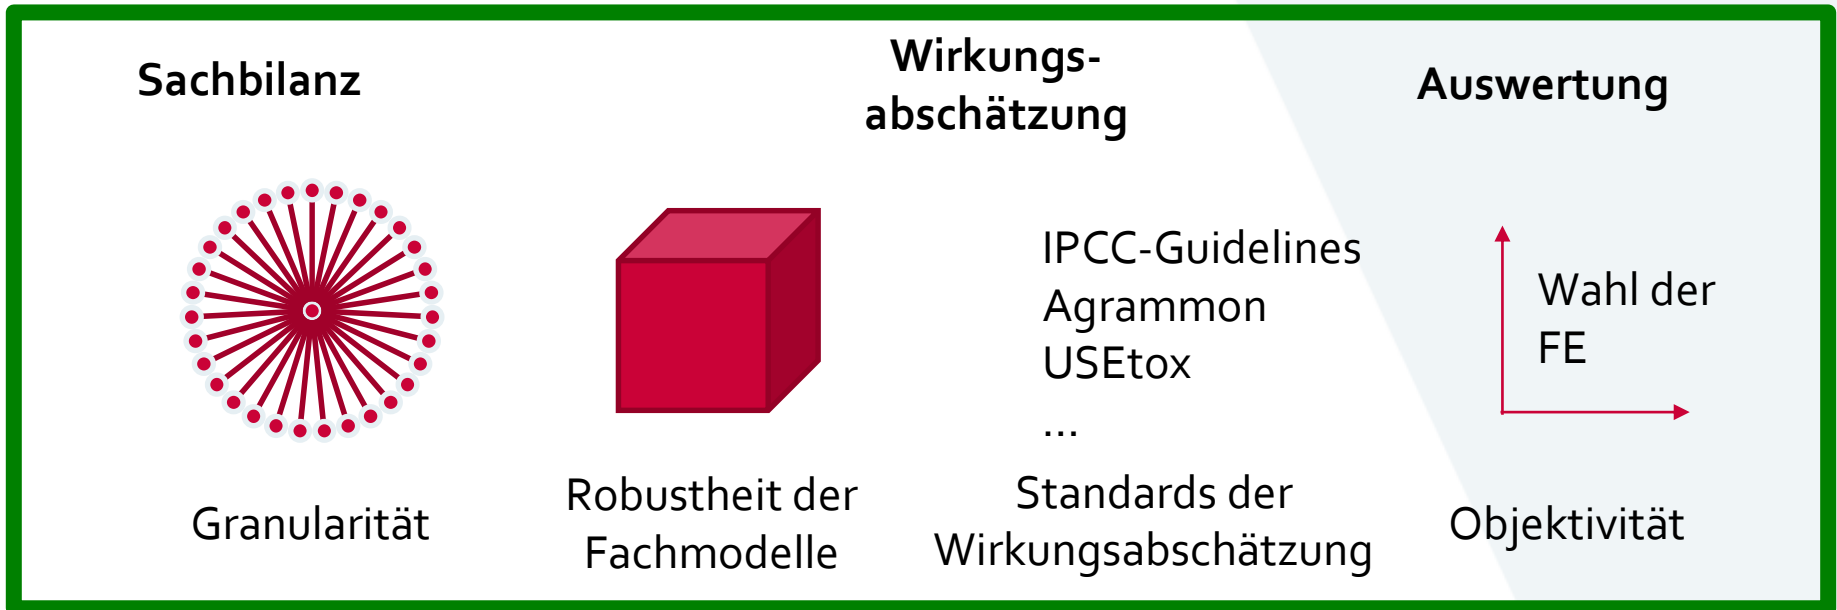 Sachbilanz
Wirkungs-
abschätzung
Auswertung
IPCC-Guidelines
Agrammon
USEtox
...
Wahl der
FE
Granularität
Robustheit der
Fachmodelle
Standards der
Wirkungsabschätzung
Objektivität